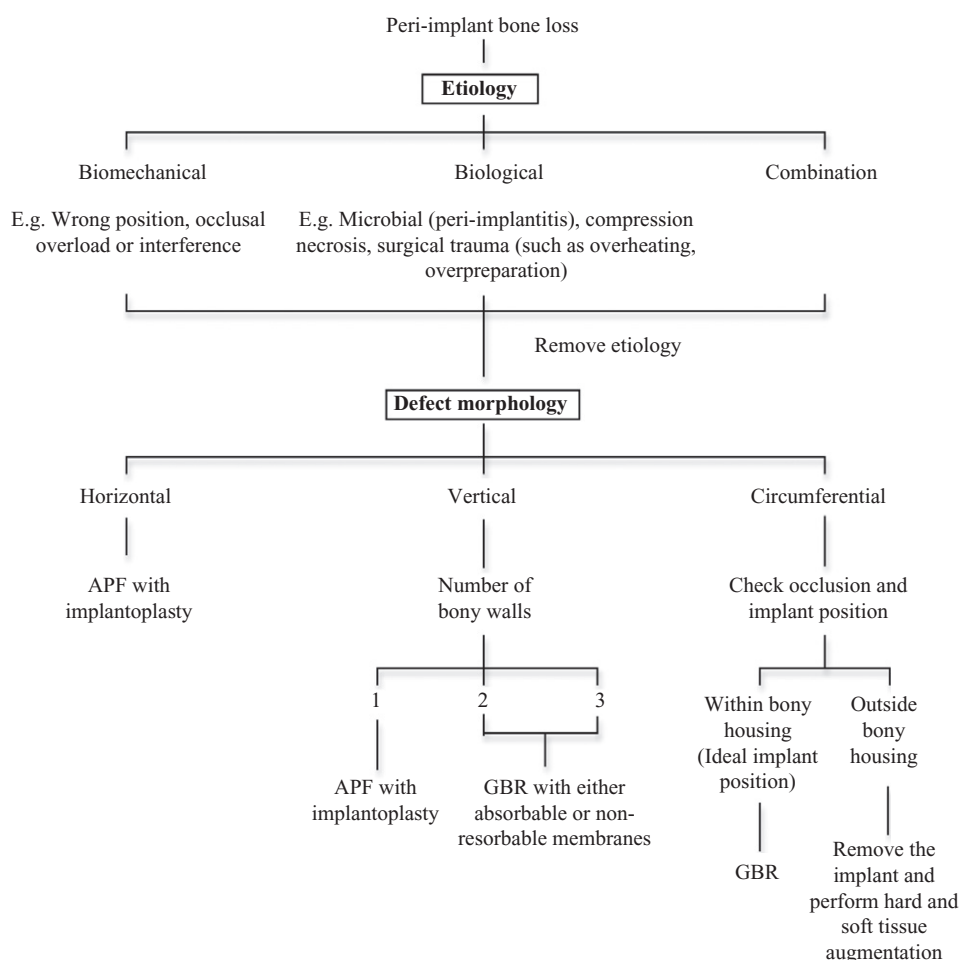 Peri-implant bone loss
Etiology
Biomechanical
Biological
Combination
E.g. Wrong position, occlusal
overload or interference
E.g. Microbial (peri-implantitis), compression
necrosis, surgical trauma (such as overheating,
overpreparation)
Remove etiology
Defect morphology
Horizontal
Vertical
Circumferential
APF with
implantoplasty
Number of
bony walls
Check occlusion and
implant position
1
2
3
Within bony
housing
(Ideal implant
position)
Outside
bony
housing
APF with
implantoplasty
GBR with either
absorbable or non-
resorbable membranes
GBR
Remove the
implant and
perform hard and
soft tissue
augmentation